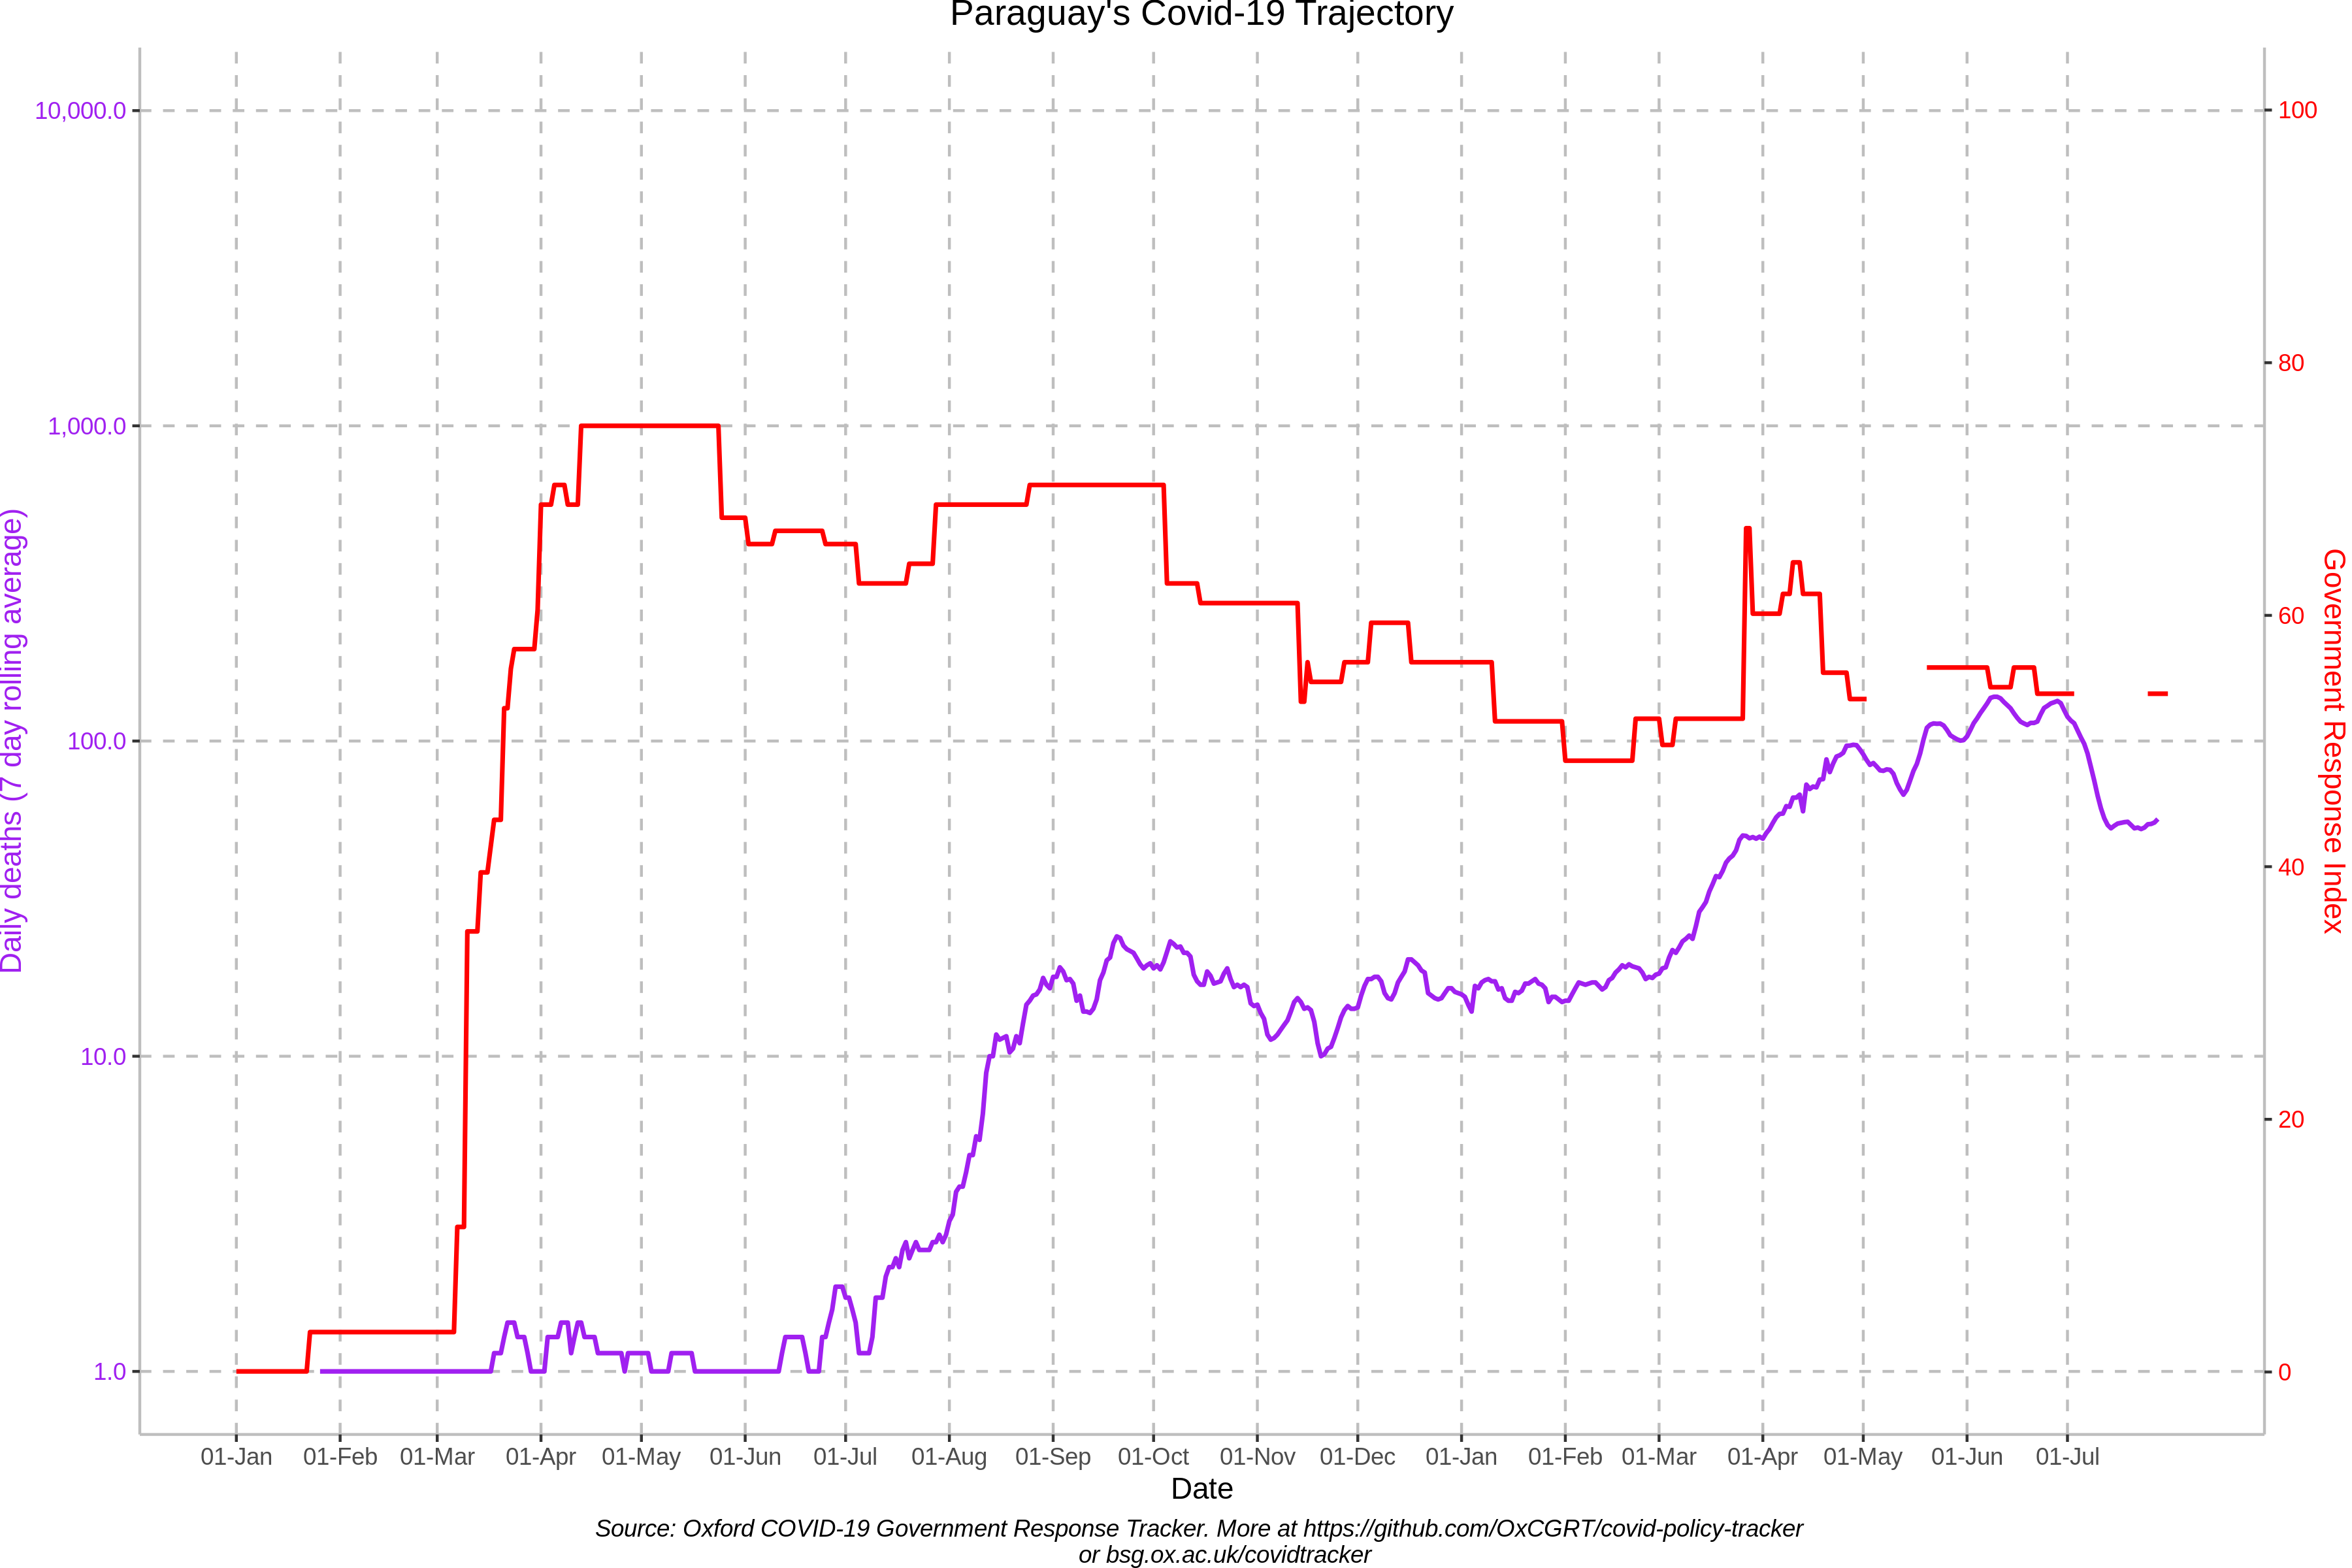 Paraguay's Covid-19 Trajectory
10,000.0
1,000.0
100.0
10.0
1.0
Daily deaths (7 day rolling average)
100
80
60
40
20
0
Government Response Index
01-Jan 01-Feb 01-Mar 01-Apr 01-May 01-Jun 01-Jul 01-Aug 01-Sep 01-Oct 01-Nov 01-Dec 01-Jan 01-Feb 01-Mar 01-Apr 01-May 01-Jun 01-Jul
Date
Source: Oxford COVID-19 Government Response Tracker. More at https://github.com/OxCGRT/covid-policy-tracker
or bsg.ox.ac.uk/covidtracker